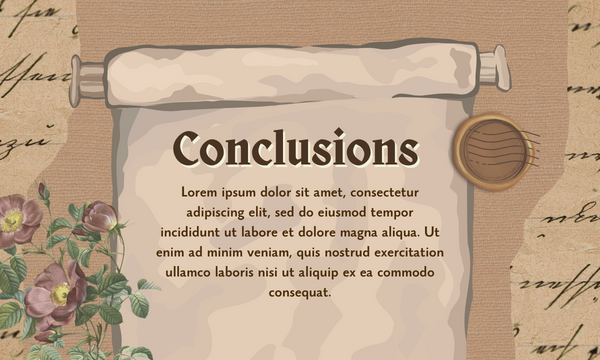 Conclusions
Lorem ipsum dolor sit amet, consectetur
adipiscing elit, sed do eiusmod tempor
incididunt ut labore et dolore magna aliqua. Ut
enim ad minim veniam, quis nostrud exercitation
ullamco laboris nisi ut aliquip ex ea commodo
consequat.